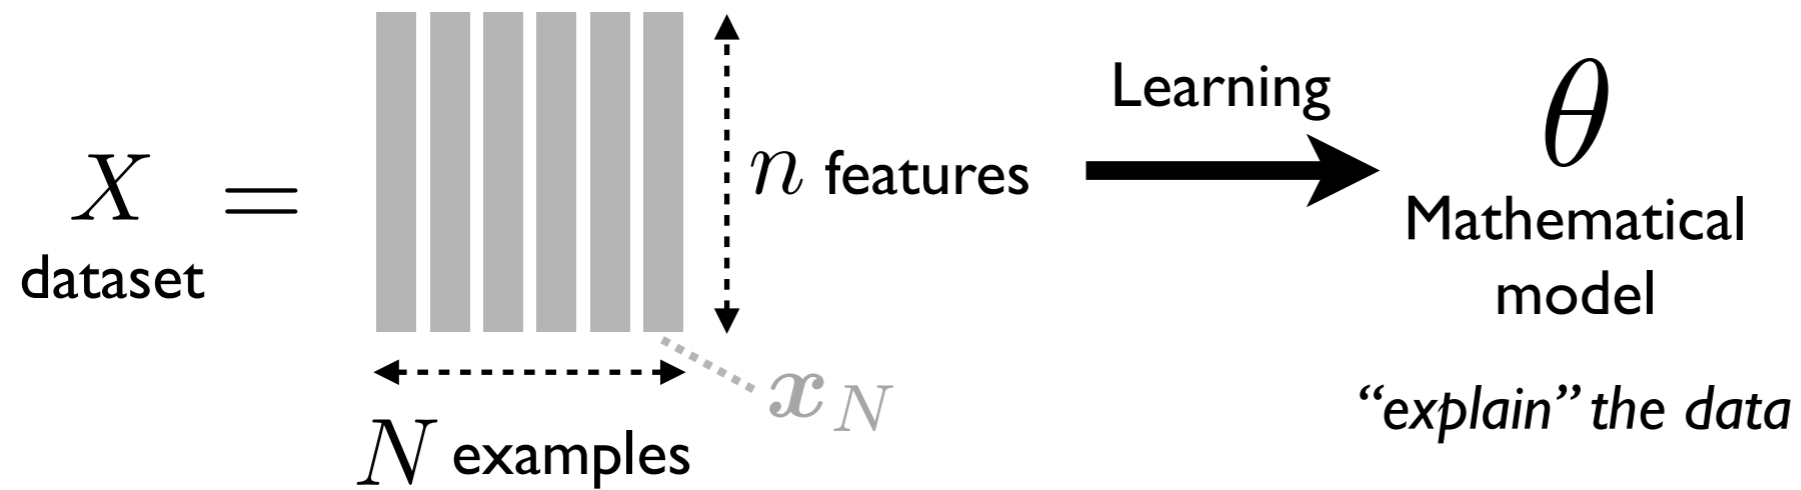 X =
dataset
n features
N examples
x_N
Learning
θ
Mathematical
model
“explain” the data